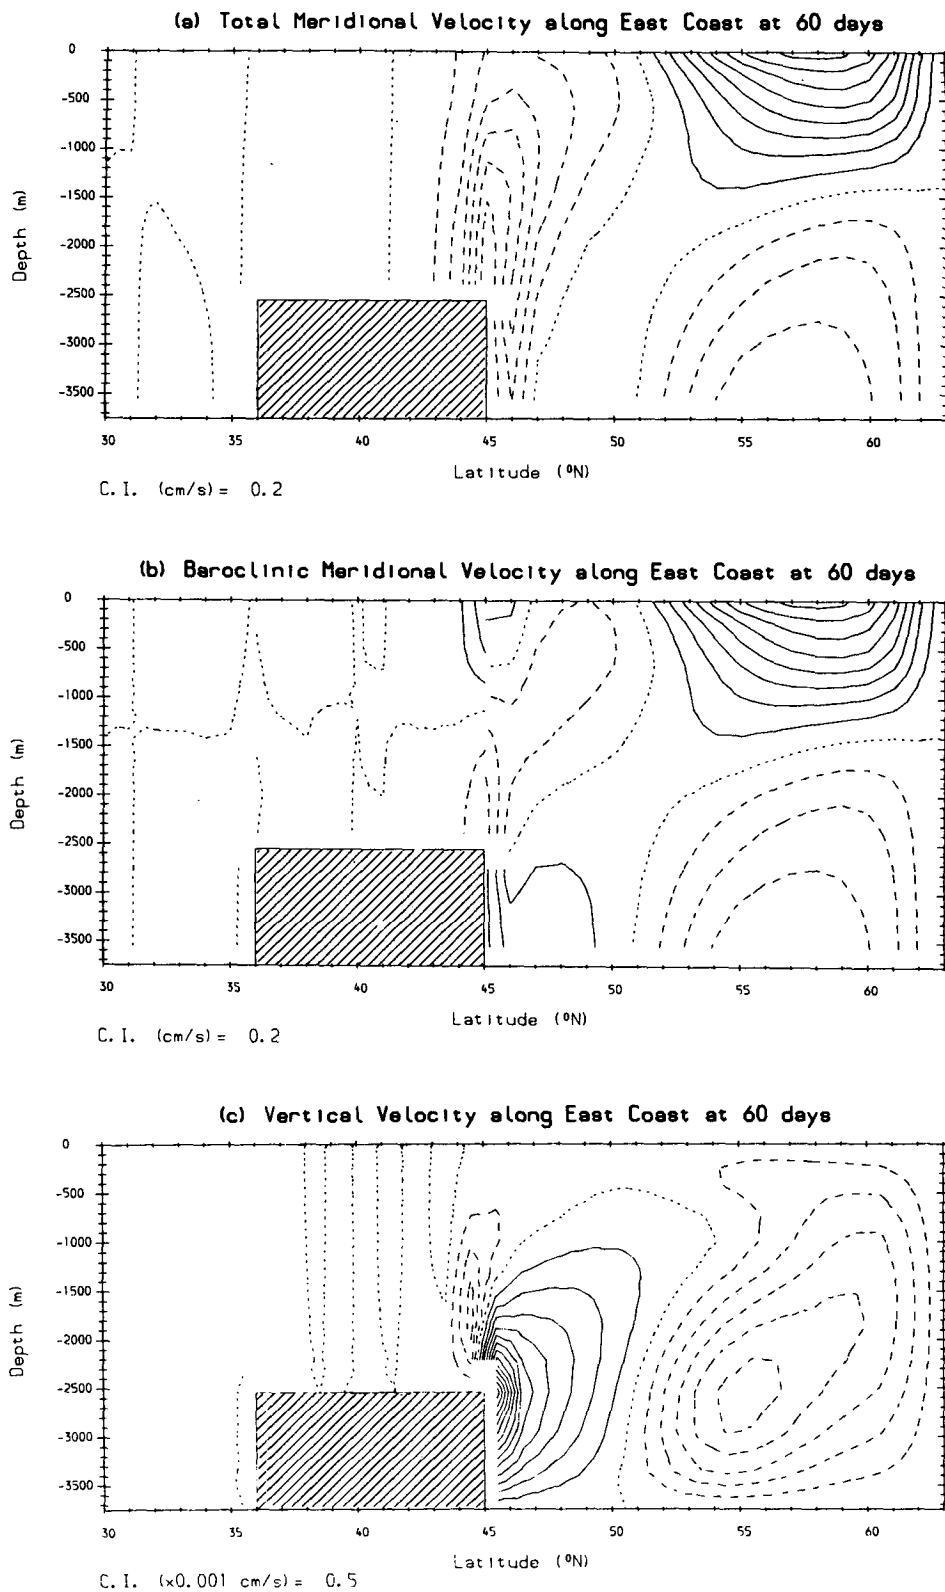 (a) Total Meridional Velocity along East Coast at 60 days
0
-500
-1000
-1500
-2000
-2500
-3000
-3500
Depth (m)
30 35 40 45 50 55 60
Latitude (ºN)
C. I. (cm/s) = 0.2
(b) Baroclinic Meridional Velocity along East Coast at 60 days
0
-500
-1000
-1500
-2000
-2500
-3000
-3500
Depth (m)
30 35 40 45 50 55 60
Latitude (ºN)
C. I. (cm/s) = 0.2
(c) Vertical Velocity along East Coast at 60 days
0
-500
-1000
-1500
-2000
-2500
-3000
-3500
Depth (m)
30 35 40 45 50 55 60
Latitude (ºN)
C. I. (×0.001 cm/s) = 0.5